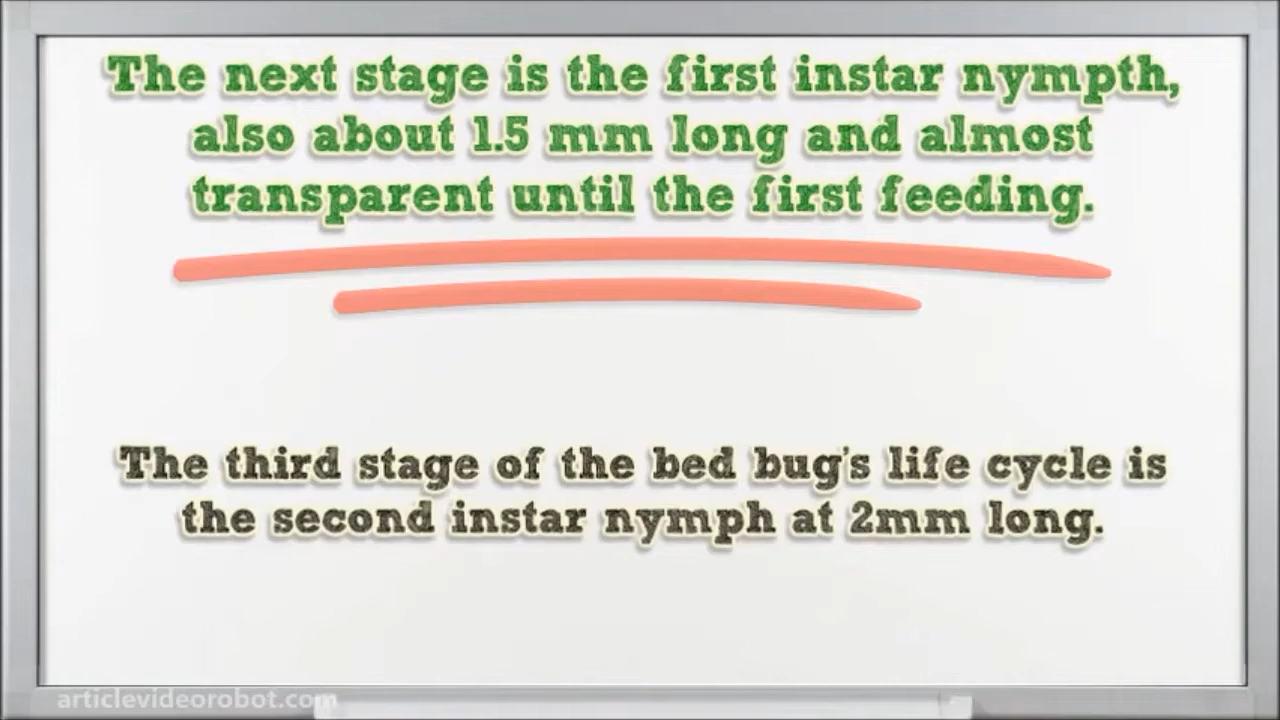 The next stage is the first instar nympth,
also about 1.5 mm long and almost
transparent until the first feeding.
The third stage of the bed bug's life cycle is
the second instar nymph at 2mm long.
articlevideorobot.com